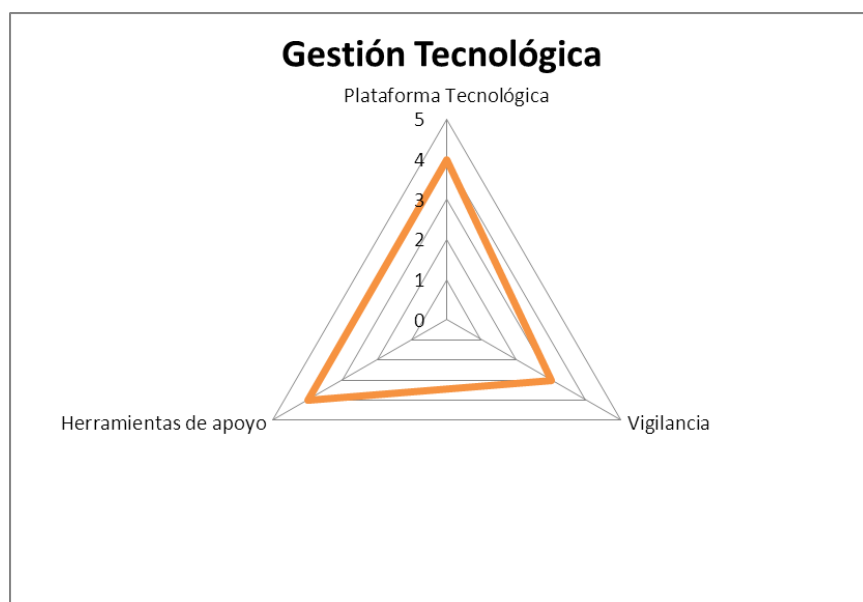 Gestión Tecnológica
Plataforma Tecnológica
5
4
3
2
1
0
Herramientas de apoyo
Vigilancia